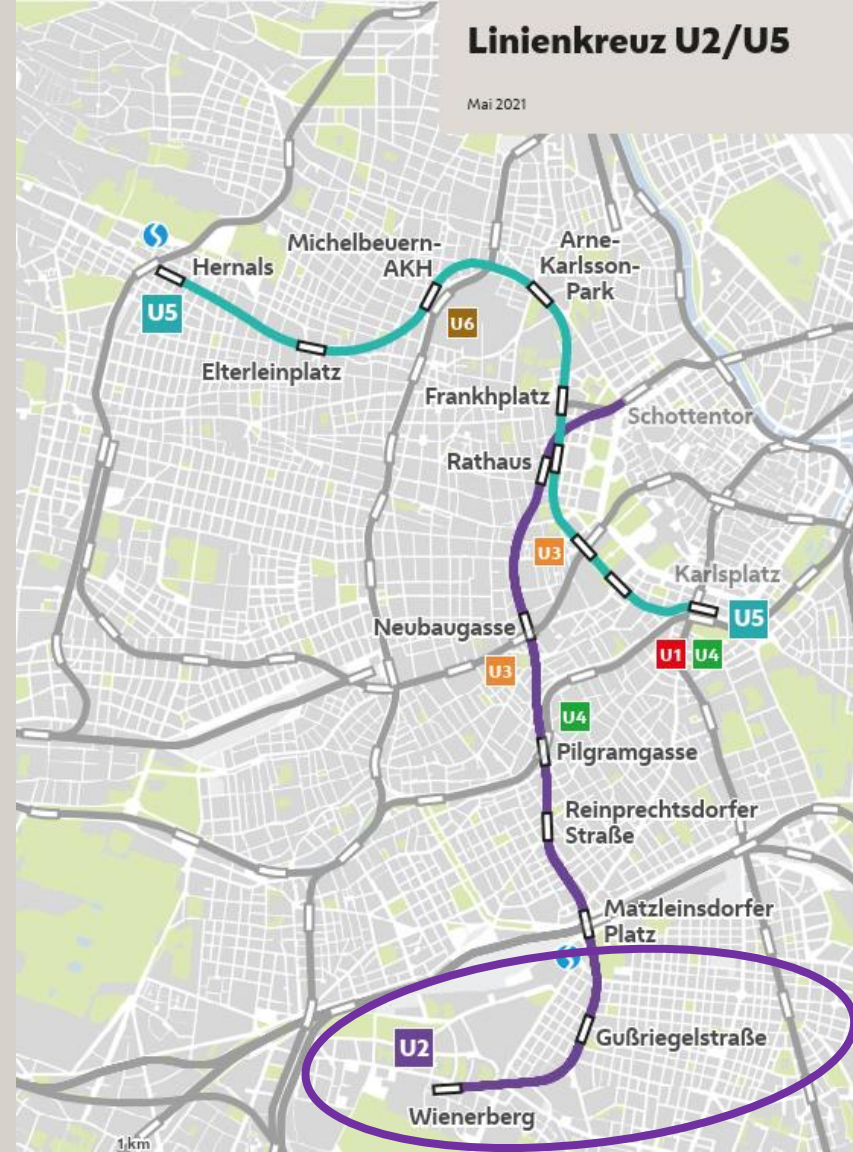 Linienkreuz U2/U5
Mai 2021
Hernals
U5
Michelbeuern-
AKH
Arne-
Karlsson-
Park
U6
Elterleinplatz
Frankhplatz
Schottentor
Rathaus
U3
Karlsplatz
U5
U1 U4
Neubaugasse
U3
U4
Pilgramgasse
Reinprechtsdorfer
Straße
Matzleinsdorfer
Platz
Gußriegelstraße
U2
Wienerberg
1 km